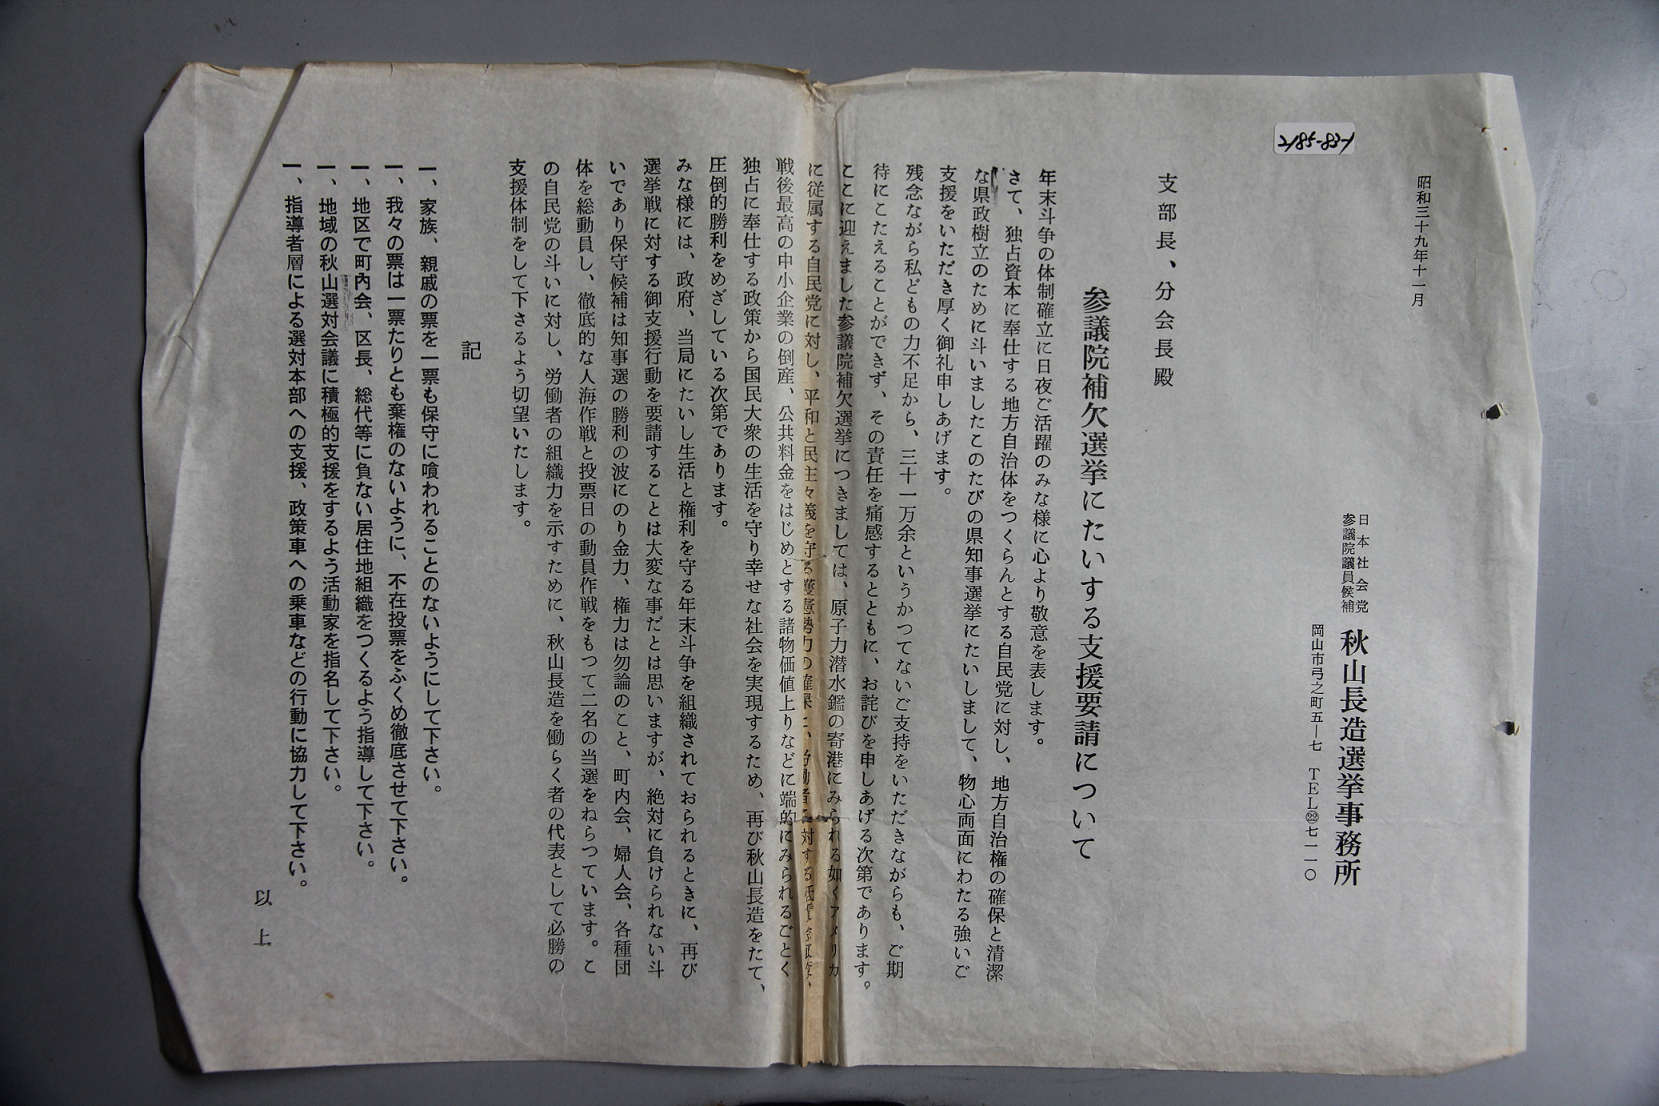 2185-85-1
昭和三十九年十一月
日本社会党
参議院議員候補
秋山長造選挙事務所
岡山市弓之町五―七 TEL㉒七一一〇
支部長、分会長殿
参議院補欠選挙にたいする支援要請について
年末斗争の体制確立に日夜ご活躍のみな様に心より敬意を表します。
さて、独占資本に奉仕する地方自治体をつくらんとする自民党に対し、地方自治権の確保と清潔
な県政樹立のために斗いましたこのたびの県知事選挙にたいしまして、物心両面にわたる強いご
支援をいただき厚く御礼申しあげます。
残念ながら私どもの力不足から、三十一万余というかつてないご支持をいただきながらも、ご期
待にこたえることができず、その責任を痛感するとともに、お詫びを申しあげる次第であります。
ここに迎えました参議院補欠選挙につきましては、原子力潜水鑑の寄港にみられる如くアメリカ
に従属する自民党に対し、平和と民主々義を守る護憲勢力の確保と、労働者に対する
戦後最高の中小企業の倒産、公共料金をはじめとする諸物価値上りなどに端的にみられるごとく
独占に奉仕する政策から国民大衆の生活を守り幸せな社会を実現するため、再び秋山長造をたて、
圧倒的勝利をめざしている次第であります。
みな様には、政府、当局にたいし生活と権利を守る年末斗争を組織されておられるときに、再び
選挙戦に対する御支援行動を要請することは大変な事だとは思いますが、絶対に負けられない斗
いであり保守候補は知事選の勝利の波にのり金力、権力は勿論のこと、町内会、婦人会、各種団
体を総動員し、徹底的な人海作戦と投票日の動員作戦をもつて二名の当選をねらつています。こ
の自民党の斗いに対し、労働者の組織力を示すために、秋山長造を働らく者の代表として必勝の
支援体制をして下さるよう切望いたします。
記
一、家族、親戚の票を一票も保守に喰われることのないようにして下さい。
一、我々の票は一票たりとも棄権のないように、不在投票をふくめ徹底させて下さい。
一、地区で町内会、区長、総代等に負ない居住地組織をつくるよう指導して下さい。
一、地域の秋山選対会議に積極的支援をするよう活動家を指名して下さい。
一、指導者層による選対本部への支援、政策車への乗車などの行動に協力して下さい。
以上